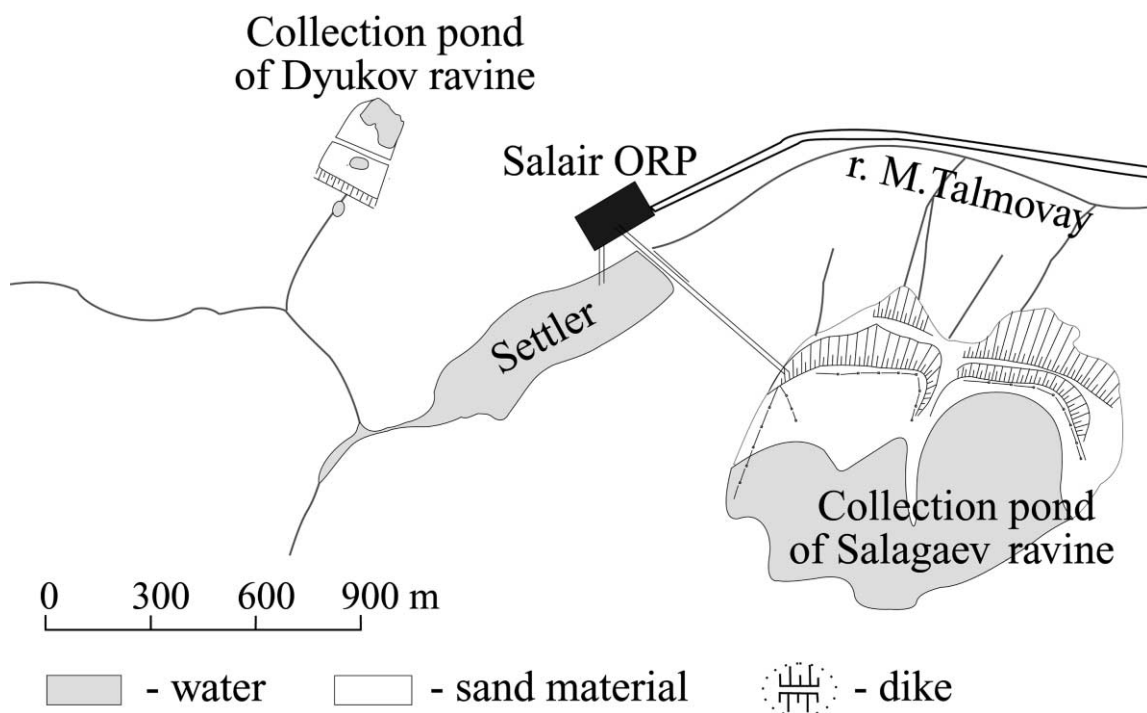 Collection pond
of Dyukov ravine
Salair ORP
r. M.Talmovay
Settler
Collection pond
of Salagaev ravine
0 300 600 900 m
- water - sand material - dike